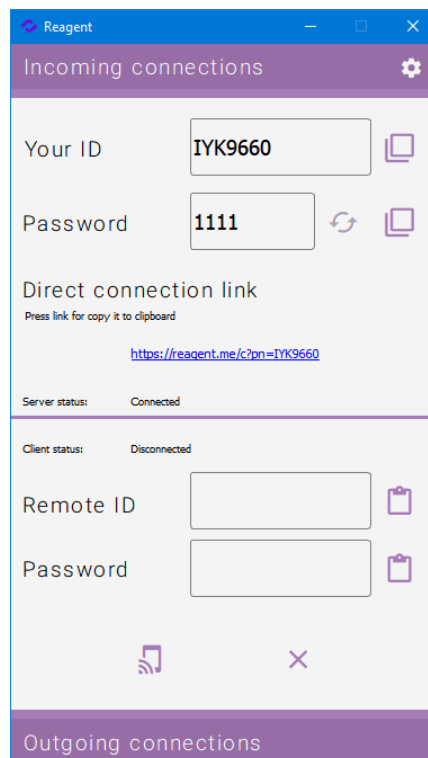 Reagent
Incoming connections
Your ID
IYK9660
Password
1111
Direct connection link
Press link for copy it to clipboard
https://reagent.me/c?pn=IYK9660
Server status: Connected
Client status: Disconnected
Remote ID
Password
Outgoing connections